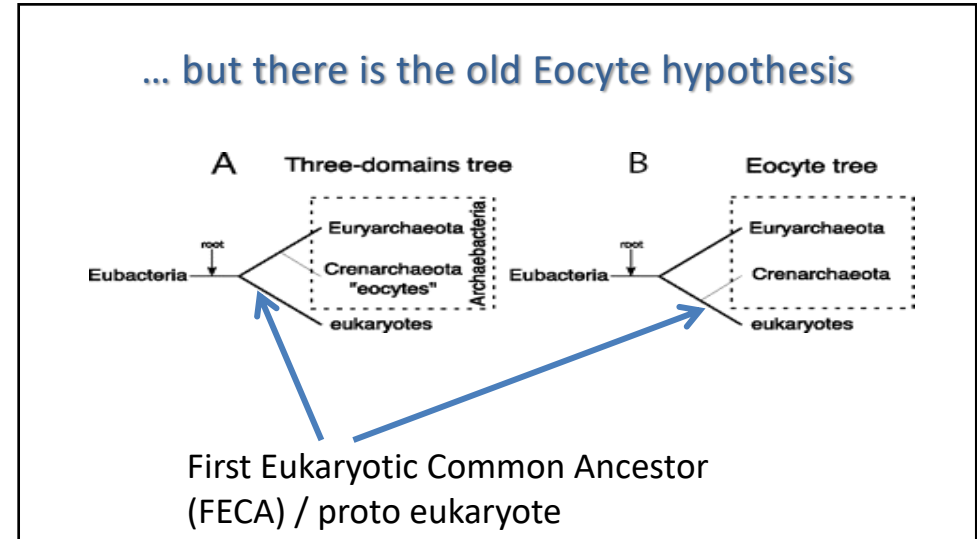 … but there is the old Eocyte hypothesis
A Three-domains tree
root
Eubacteria
Euryarchaeota
Crenarchaeota
"eocytes"
Archaebacteria
eukaryotes
B Eocyte tree
root
Eubacteria
Euryarchaeota
Crenarchaeota
eukaryotes
First Eukaryotic Common Ancestor
(FECA) / proto eukaryote